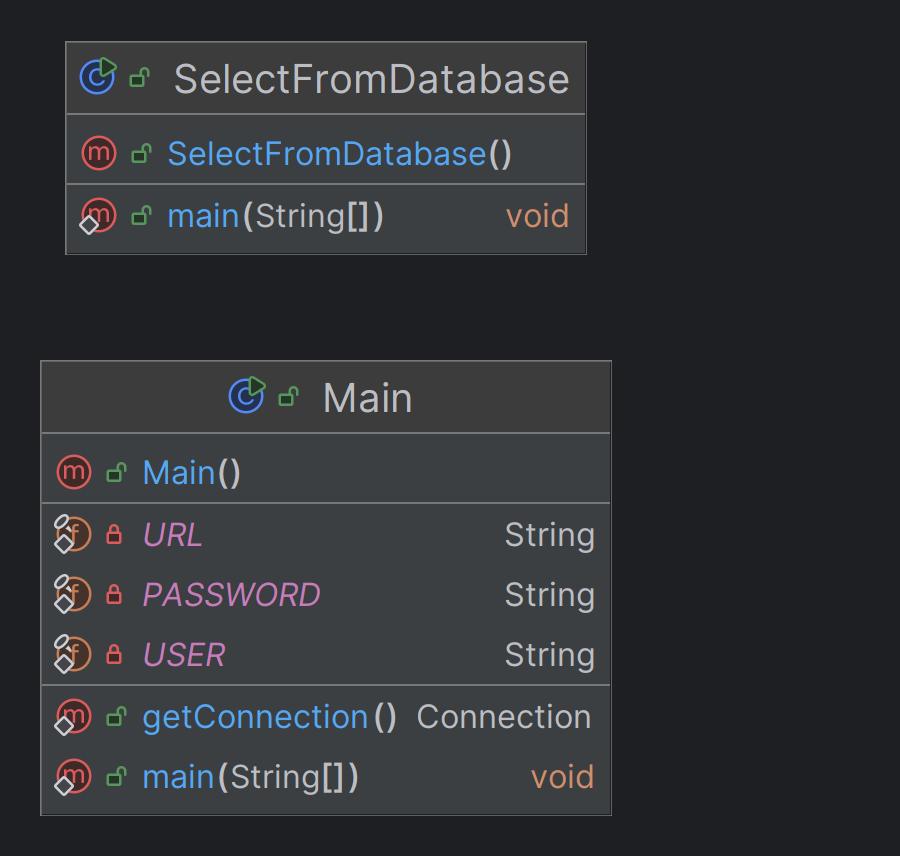 SelectFromDatabase
SelectFromDatabase()
main(String[]) void
Main
Main()
URL String
PASSWORD String
USER String
getConnection() Connection
main(String[]) void